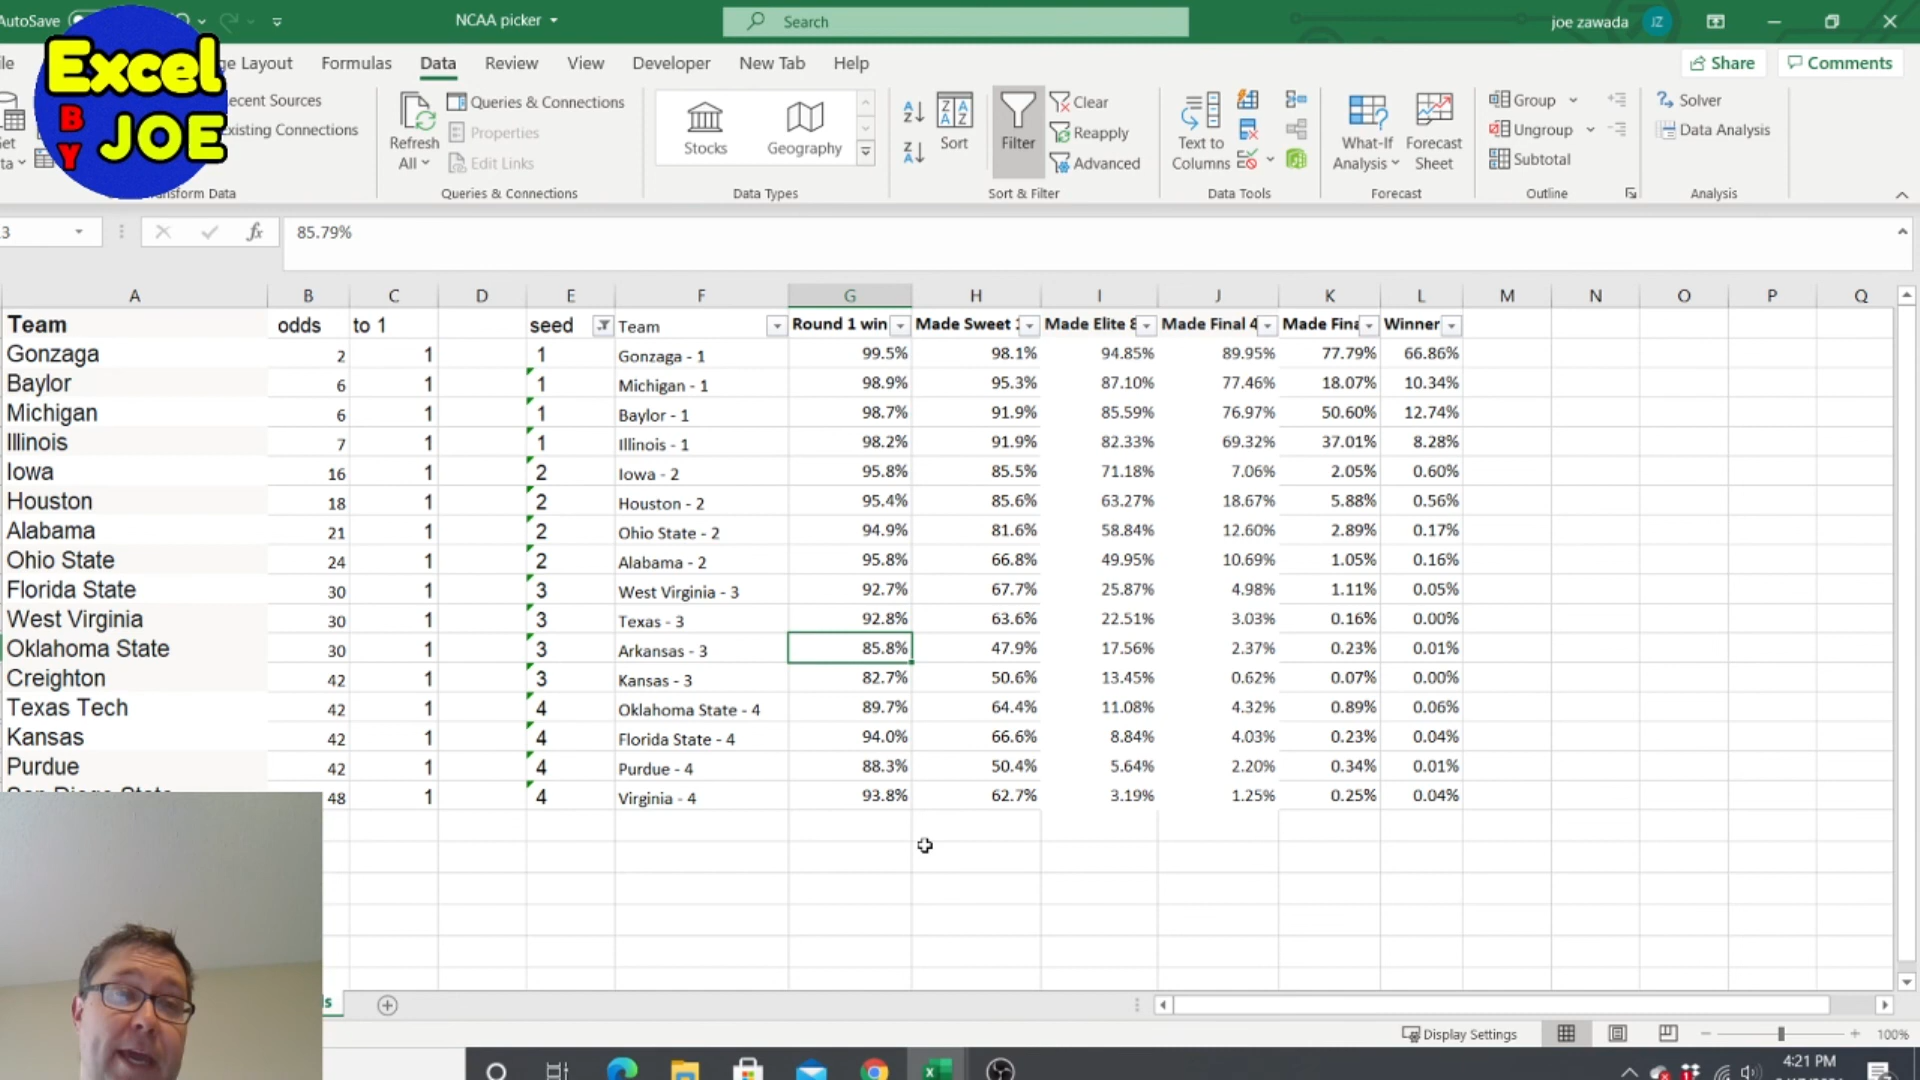 AutoSave
NCAA picker
Search
joe zawada
JZ
Excel
BY
JOE
ge Layout
Formulas
Data
Review
View
Developer
New Tab
Help
Share
Comments
Recent Sources
Existing Connections
Transform Data
Refresh
All
Queries & Connections
Properties
Edit Links
Queries & Connections
Stocks
Geography
Data Types
Sort
Filter
Clear
Reapply
Advanced
Sort & Filter
Text to
Columns
Data Tools
What-If
Analysis
Forecast
Sheet
Forecast
Group
Ungroup
Subtotal
Outline
Solver
Data Analysis
Analysis
fx
85.79%
A B C D E F G H I J K L M N O P Q
Team odds to 1 seed Team Round 1 win Made Sweet Made Elite 8 Made Final 4 Made Fina Winner
Gonzaga 2 1 1 Gonzaga - 1 99.5% 98.1% 94.85% 89.95% 77.79% 66.86%
Baylor 6 1 1 Michigan - 1 98.9% 95.3% 87.10% 77.46% 18.07% 10.34%
Michigan 6 1 1 Baylor - 1 98.7% 91.9% 85.59% 76.97% 50.60% 12.74%
Illinois 7 1 1 Illinois - 1 98.2% 91.9% 82.33% 69.32% 37.01% 8.28%
Iowa 16 1 2 Iowa - 2 95.8% 85.5% 71.18% 7.06% 2.05% 0.60%
Houston 18 1 2 Houston - 2 95.4% 85.6% 63.27% 18.67% 5.88% 0.56%
Alabama 21 1 2 Ohio State - 2 94.9% 81.6% 58.84% 12.60% 2.89% 0.17%
Ohio State 24 1 2 Alabama - 2 95.8% 66.8% 49.95% 10.69% 1.05% 0.16%
Florida State 30 1 3 West Virginia - 3 92.7% 67.7% 25.87% 4.98% 1.11% 0.05%
West Virginia 30 1 3 Texas - 3 92.8% 63.6% 22.51% 3.03% 0.16% 0.00%
Oklahoma State 30 1 3 Arkansas - 3 85.8% 47.9% 17.56% 2.37% 0.23% 0.01%
Creighton 42 1 3 Kansas - 3 82.7% 50.6% 13.45% 0.62% 0.07% 0.00%
Texas Tech 42 1 4 Oklahoma State - 4 89.7% 64.4% 11.08% 4.32% 0.89% 0.06%
Kansas 42 1 4 Florida State - 4 94.0% 66.6% 8.84% 4.03% 0.23% 0.04%
Purdue 42 1 4 Purdue - 4 88.3% 50.4% 5.64% 2.20% 0.34% 0.01%
48 1 4 Virginia - 4 93.8% 62.7% 3.19% 1.25% 0.25% 0.04%
Display Settings
100%
4:21 PM